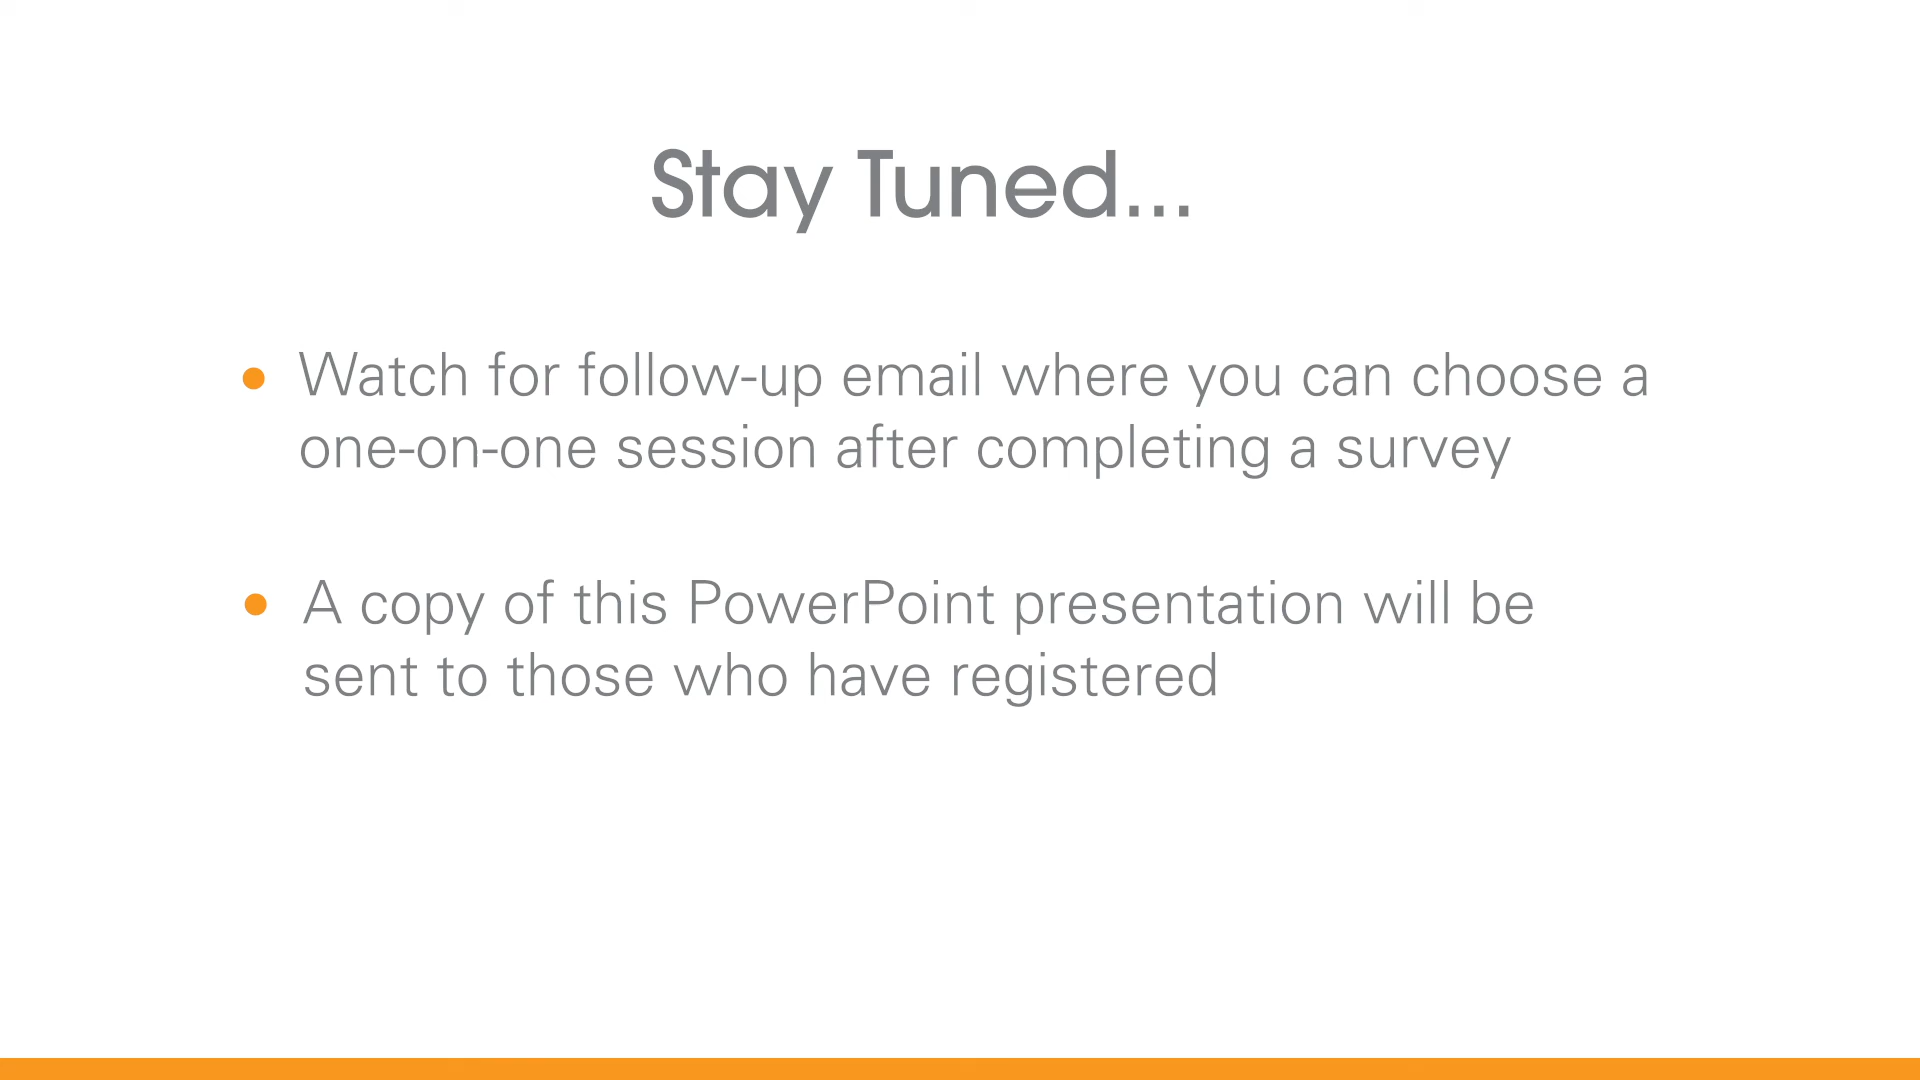 Stay Tuned...
• Watch for follow-up email where you can choose a
one-on-one session after completing a survey
• A copy of this PowerPoint presentation will be
sent to those who have registered